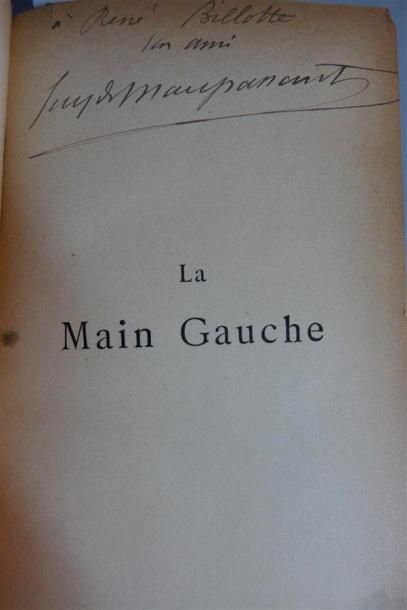 à René Billotte
son ami
Guy de Maupassant
La
Main Gauche